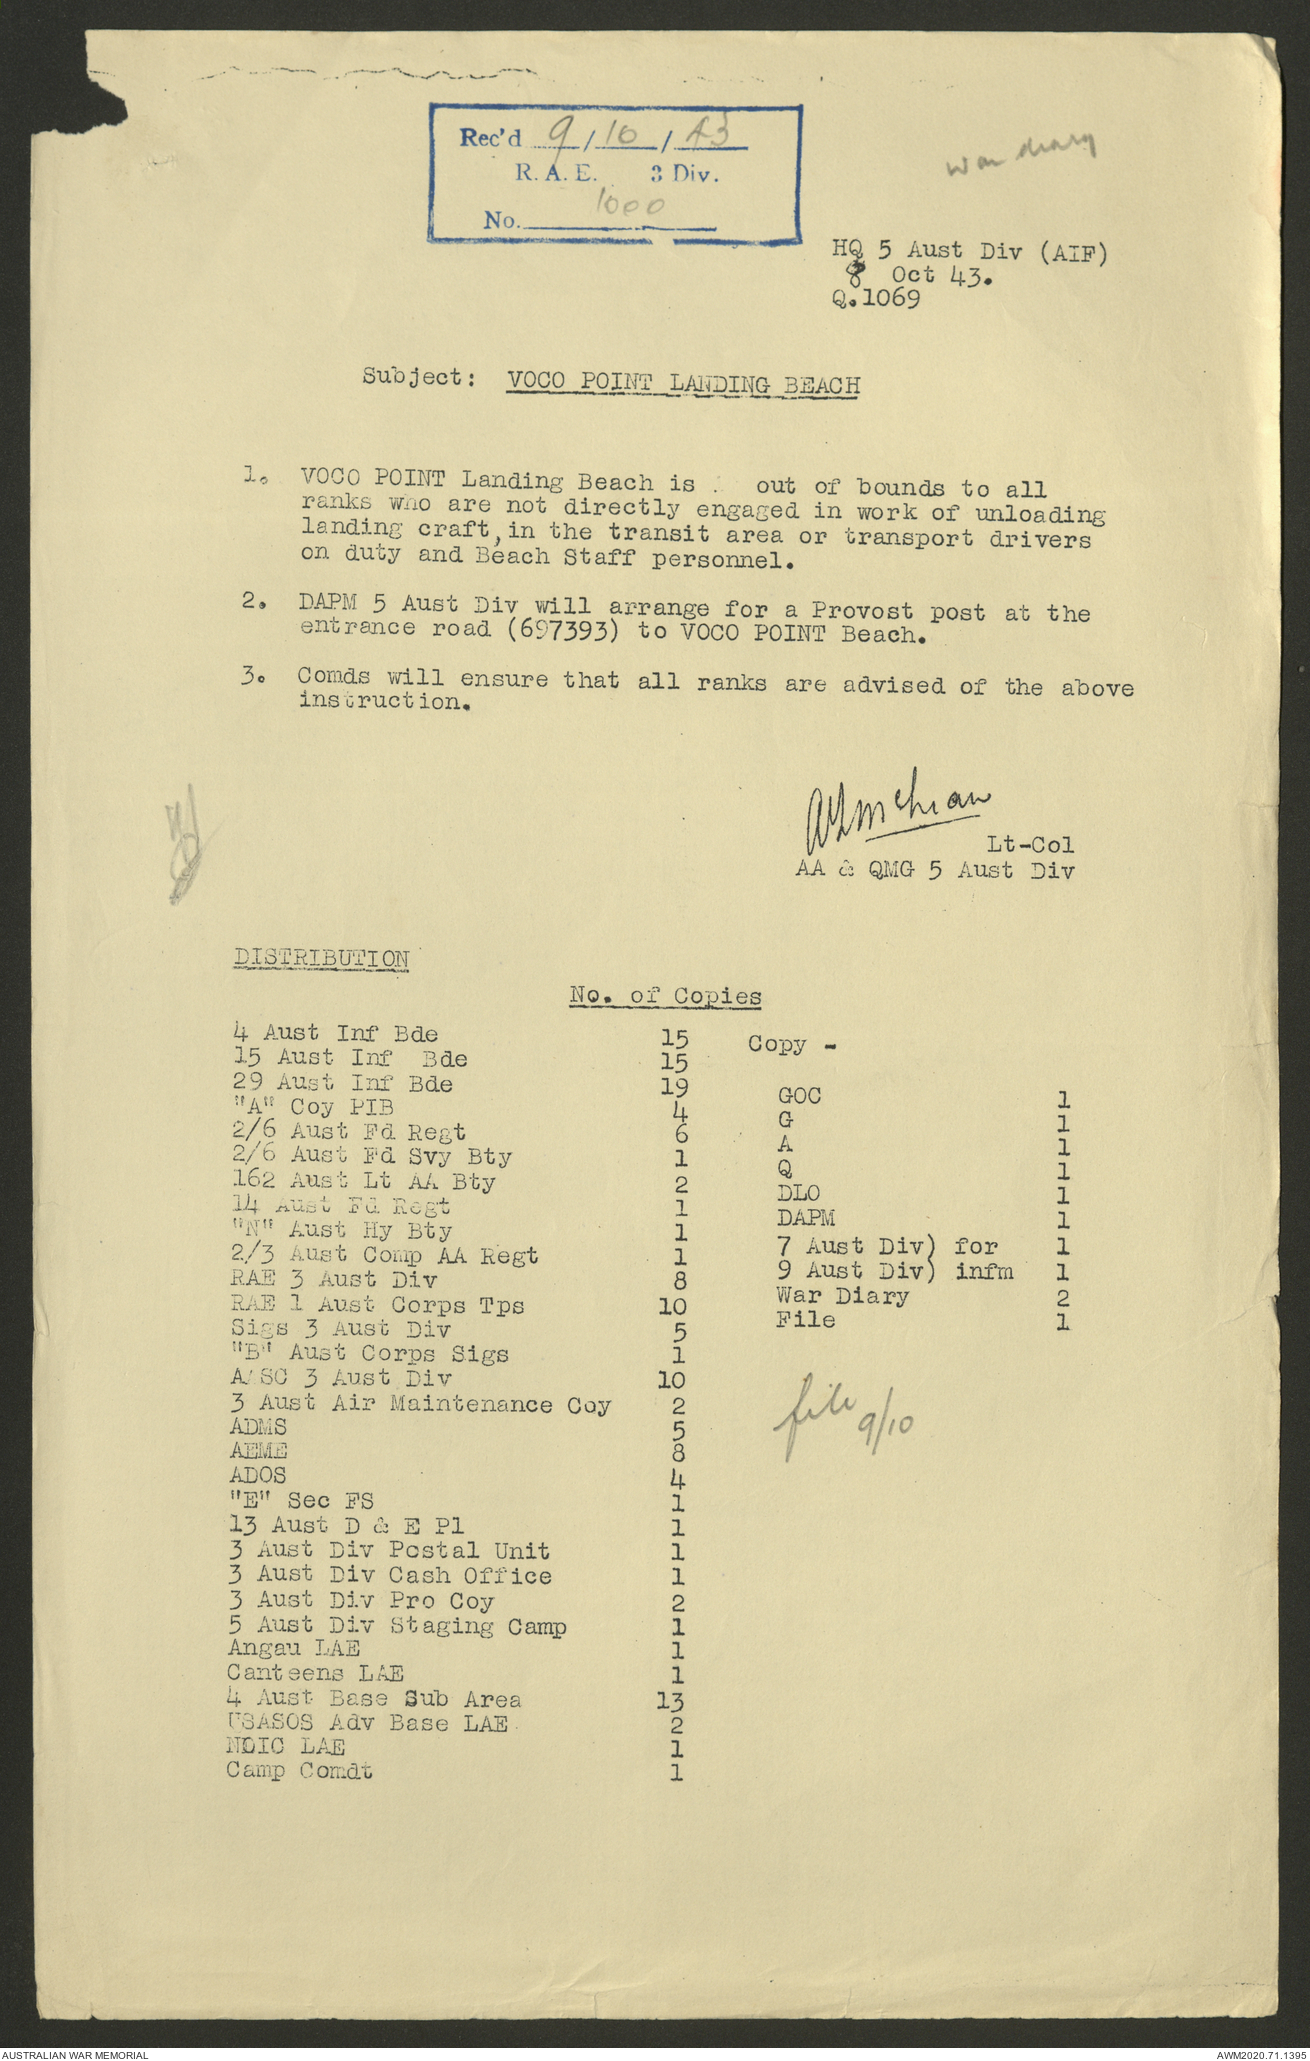 Rec'd 9/10/43
R. A. E. 3 Div.
No. 1000
War diary
HQ 5 Aust Div (AIF)
8 Oct 43.
Q.1069
Subject: VOCO POINT LANDING BEACH
1. VOCO POINT Landing Beach is out of bounds to all
ranks who are not directly engaged in work of unloading
landing craft, in the transit area or transport drivers
on duty and Beach Staff personnel.
2. DAPM 5 Aust Div will arrange for a Provost post at the
entrance road (697393) to VOCO POINT Beach.
3. Comds will ensure that all ranks are advised of the above
instruction.
Lt-Col
AA & QMG 5 Aust Div
DISTRIBUTION
No. of Copies
4 Aust Inf Bde 15
15 Aust Inf Bde 15
29 Aust Inf Bde 19
"A" Coy PIB 4
2/6 Aust Fd Regt 6
2/6 Aust Fd Svy Bty 1
162 Aust Lt AA Bty 2
14 Aust Fd Regt 1
"N" Aust Hy Bty 1
2/3 Aust Comp AA Regt 1
RAE 3 Aust Div 8
RAE 1 Aust Corps Tps 10
Sigs 3 Aust Div 5
"B" Aust Corps Sigs 1
AASC 3 Aust Div 10
3 Aust Air Maintenance Coy 2
ADMS 5
AEME 8
ADOS 4
"E" Sec FS 1
13 Aust D & E Pl 1
3 Aust Div Postal Unit 1
3 Aust Div Cash Office 1
3 Aust Div Pro Coy 2
5 Aust Div Staging Camp 1
Angau LAE 1
Canteens LAE 1
4 Aust Base Sub Area 13
USASOS Adv Base LAE 2
NOIC LAE 1
Camp Comdt 1
Copy -
GOC 1
G 1
A 1
Q 1
DLO 1
DAPM 1
7 Aust Div) for 1
9 Aust Div) infm 1
War Diary 2
File 1
file 9/10
AUSTRALIAN WAR MEMORIAL
AWM2020.71.1395